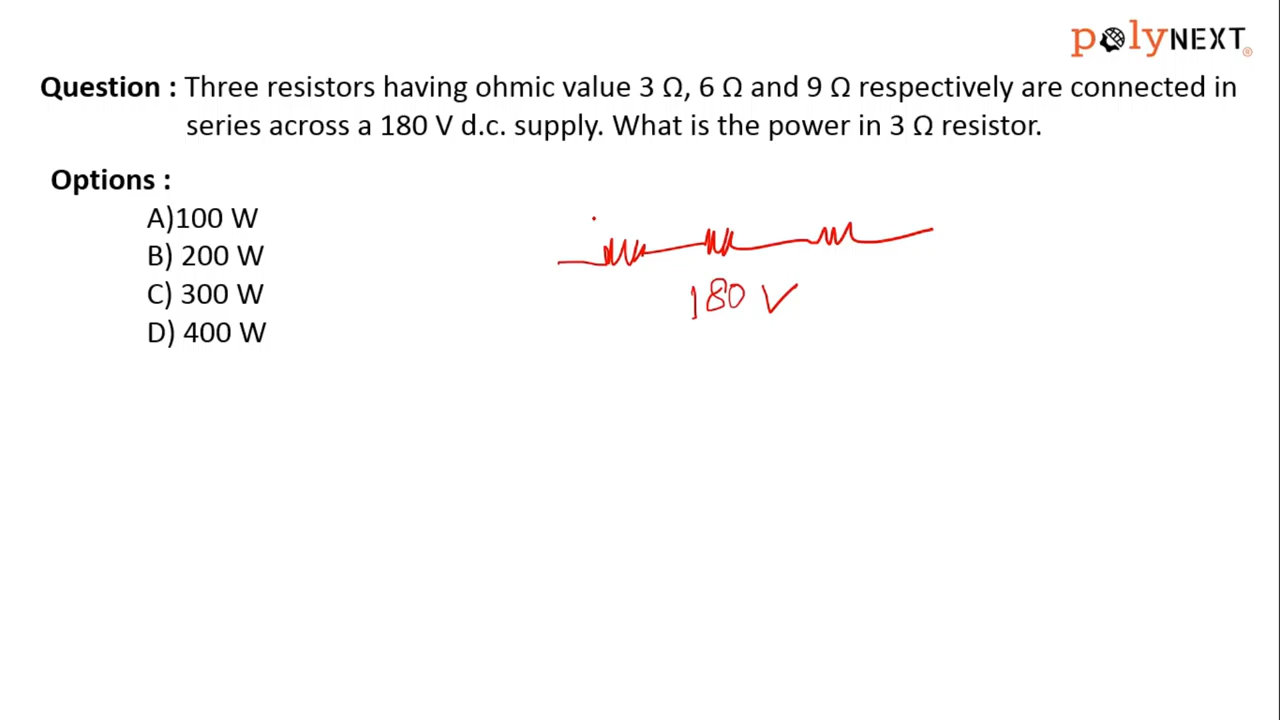 polyNEXT®
Question : Three resistors having ohmic value 3 Ω, 6 Ω and 9 Ω respectively are connected in
series across a 180 V d.c. supply. What is the power in 3 Ω resistor.
Options :
A)100 W
B) 200 W
C) 300 W
D) 400 W
180 V